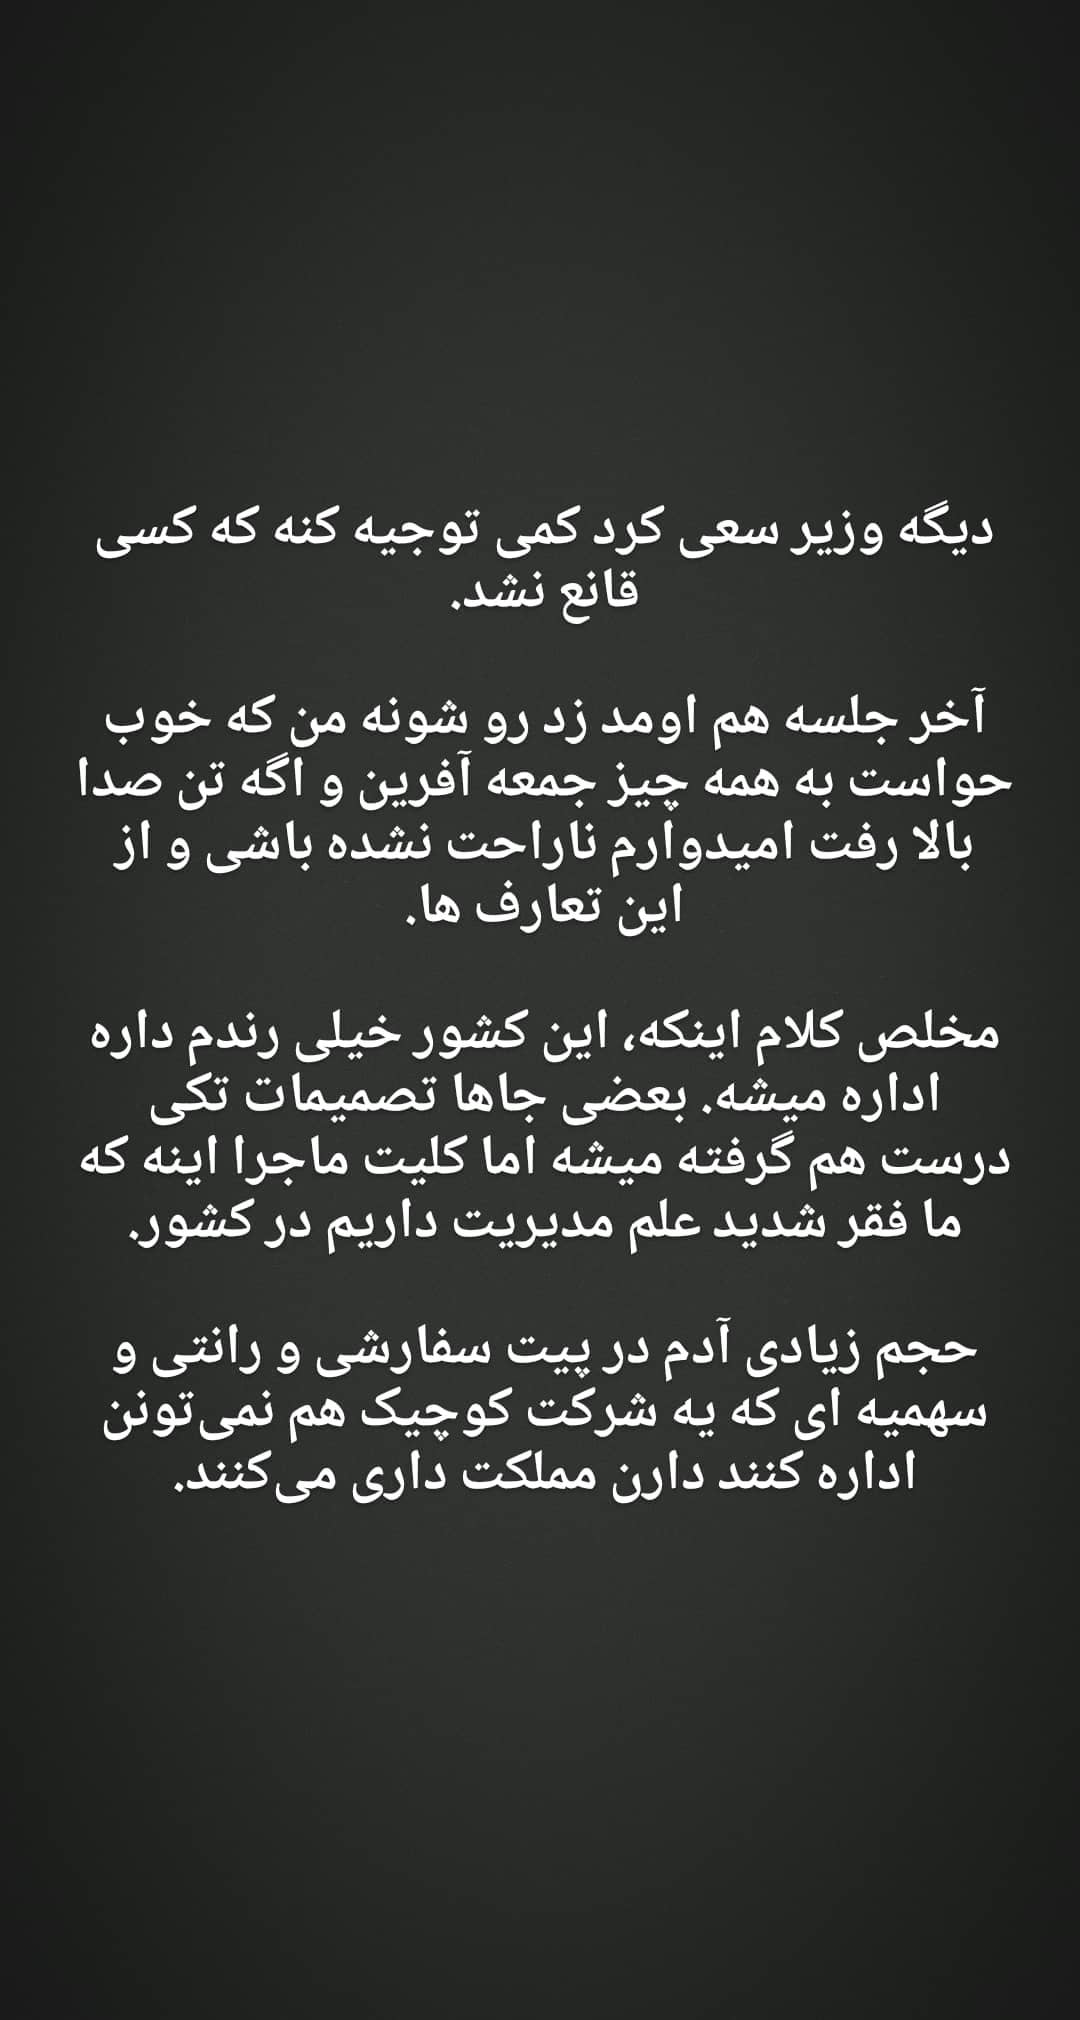 دیگه وزیر سعی کرد کمی توجیه کنه که کسی
قانع نشد.
آخر جلسه هم اومد زد رو شونه من که خوب
حواست به همه چیز جمعه آفرین و اگه تن صدا
بالا رفت امیدوارم ناراحت نشده باشی و از
این تعارف ها.
مخلص کلام اینکه، این کشور خیلی رندم داره
اداره میشه. بعضی جاها تصمیمات تکی
درست هم گرفته میشه اما کلیت ماجرا اینه که
ما فقر شدید علم مدیریت داریم در کشور.
حجم زیادی آدم در پیت سفارشی و رانتی و
سهمیه ای که یه شرکت کوچیک هم نمی‌تونن
اداره کنند دارن مملکت داری می‌کنند.